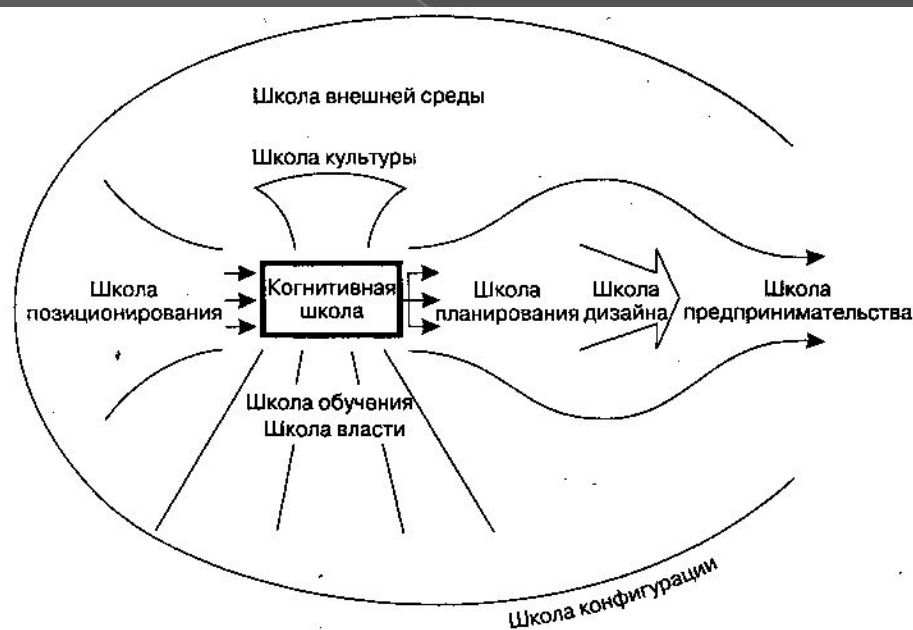 Школа внешней среды
Школа культуры
Школа
позиционирования
Когнитивная
школа
Школа
планирования
Школа
дизайна
Школа
предпринимательства
Школа обучения
Школа власти
Школа конфигурации